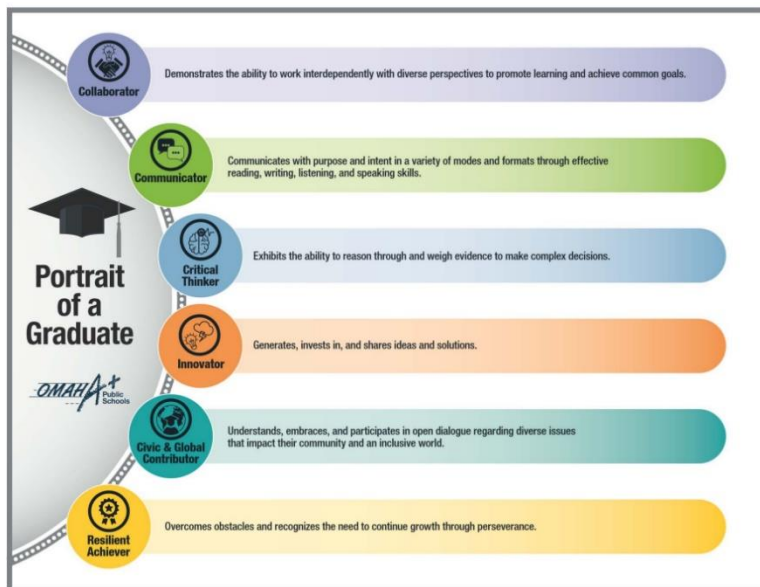 Collaborator
Demonstrates the ability to work interdependently with diverse perspectives to promote learning and achieve common goals.
Communicator
Communicates with purpose and intent in a variety of modes and formats through effective
reading, writing, listening, and speaking skills.
Portrait
of a
Graduate
OMAHA+
Public
Schools
Critical
Thinker
Exhibits the ability to reason through and weigh evidence to make complex decisions.
Innovator
Generates, invests in, and shares ideas and solutions.
Civic & Global
Contributor
Understands, embraces, and participates in open dialogue regarding diverse issues
that impact their community and an inclusive world.
Resilient
Achiever
Overcomes obstacles and recognizes the need to continue growth through perseverance.